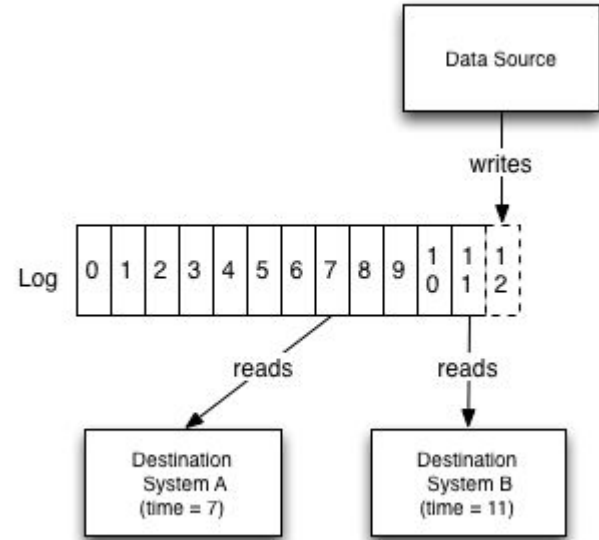 Data Source
writes
Log 0 1 2 3 4 5 6 7 8 9 10 11 12
reads reads
Destination
System A
(time = 7)
Destination
System B
(time = 11)